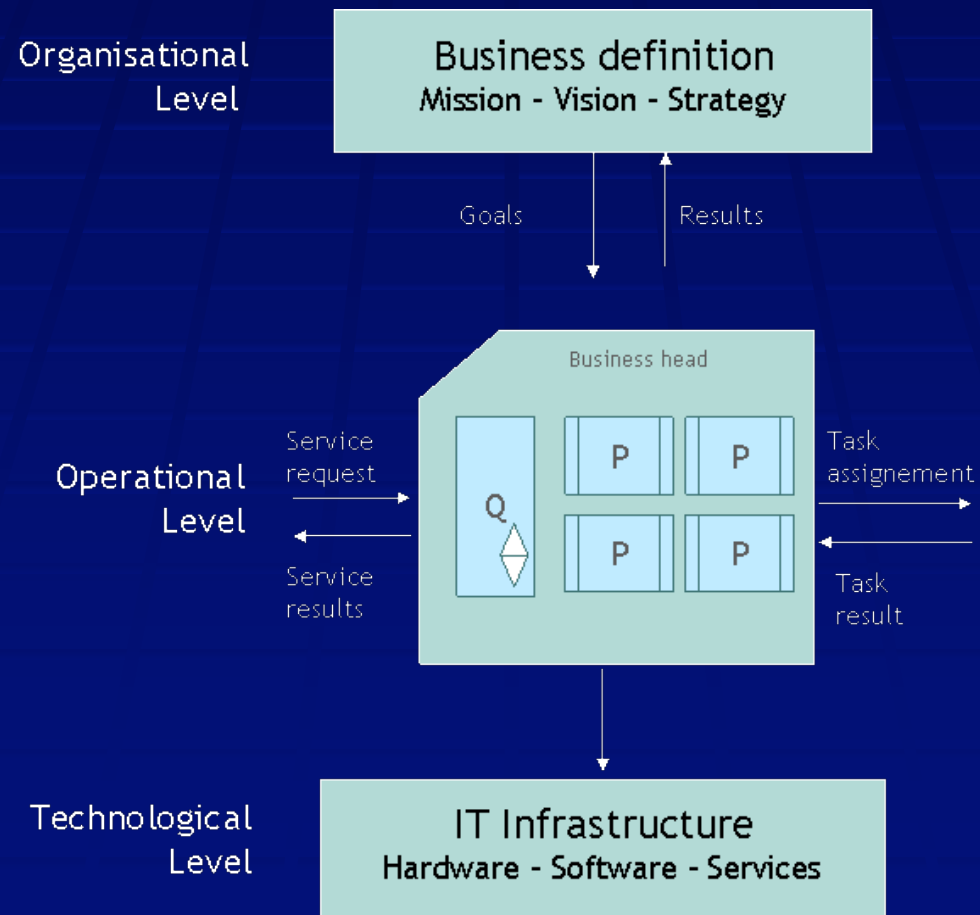 Organisational
Level
Business definition
Mission - Vision - Strategy
Goals
Results
Business head
Service
request
Operational
Level
Service
results
Q
P
P
P
P
Task
assignement
Task
result
Technological
Level
IT Infrastructure
Hardware - Software - Services